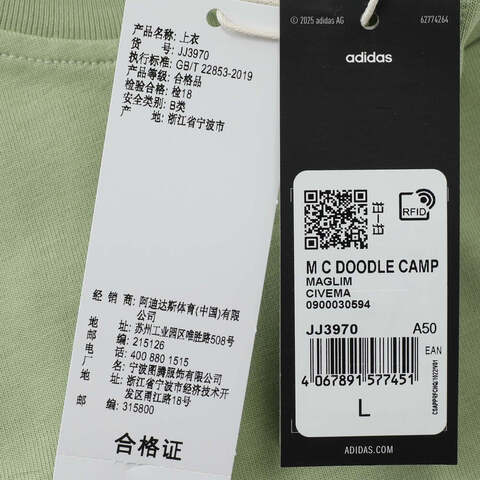 产品名称: 上衣
货 号: JJ3970
执行标准: GB/T 22853-2019
产品等级: 合格品
检验合格: 检18
安全类别: B类
产 地: 浙江省宁波市
经 销 商: 阿迪达斯体育(中国)有限
公司
地 址: 苏州工业园区唯胜路508号
邮 编: 215126
电 话: 400 880 1515
厂 名: 宁波图腾服饰有限公司
地 址: 浙江省宁波市经济技术开
发区甬江路18号
邮 编: 315800
合格证
© 2025 adidas AG
62774264
adidas
RFID
M C DOODLE CAMP
MAGLIM
CIVEMA
0900030594
JJ3970 A50
EAN
4 067891 577451
L
ADIDAS.COM